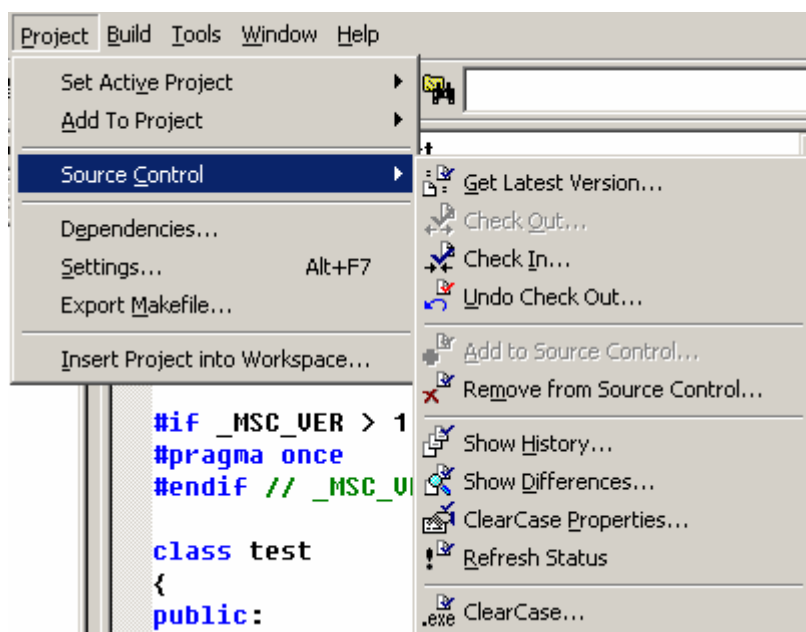 Project Build Tools Window Help
Set Active Project
Add To Project
Source Control
Dependencies...
Settings... Alt+F7
Export Makefile...
Insert Project into Workspace...
Get Latest Version...
Check Out...
Check In...
Undo Check Out...
Add to Source Control...
Remove from Source Control...
Show History...
Show Differences...
ClearCase Properties...
Refresh Status
.exe ClearCase...
#if _MSC_VER > 1
#pragma once
#endif // _MSC_V
class test
{
public: